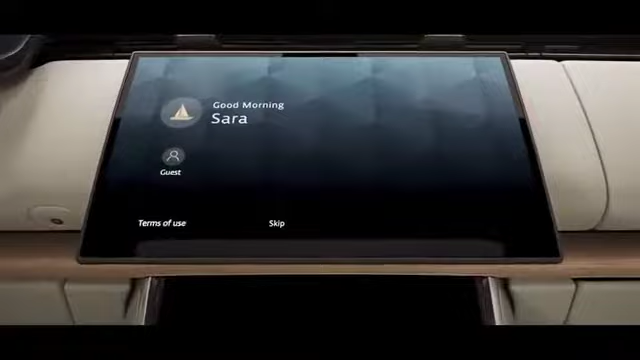 Good Morning
Sara
Guest
Terms of use
Skip